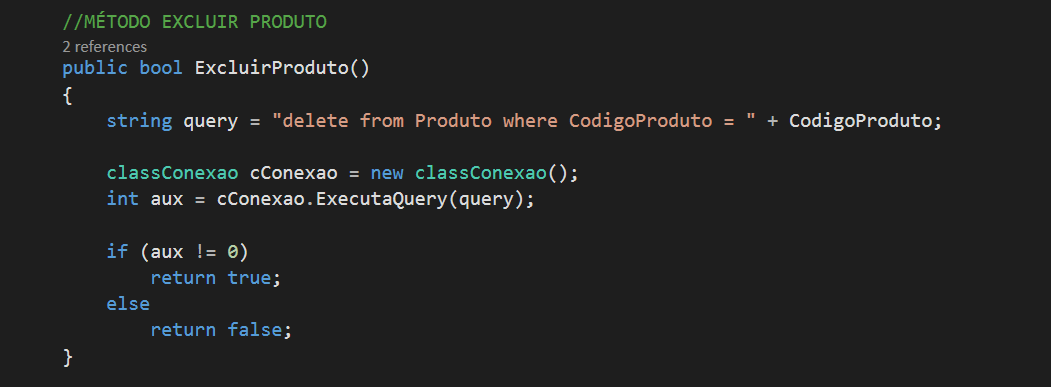 //MÉTODO EXCLUIR PRODUTO
2 references
public bool ExcluirProduto()
{
string query = "delete from Produto where CodigoProduto = " + CodigoProduto;
classConexao cConexao = new classConexao();
int aux = cConexao.ExecutaQuery(query);
if (aux != 0)
return true;
else
return false;
}